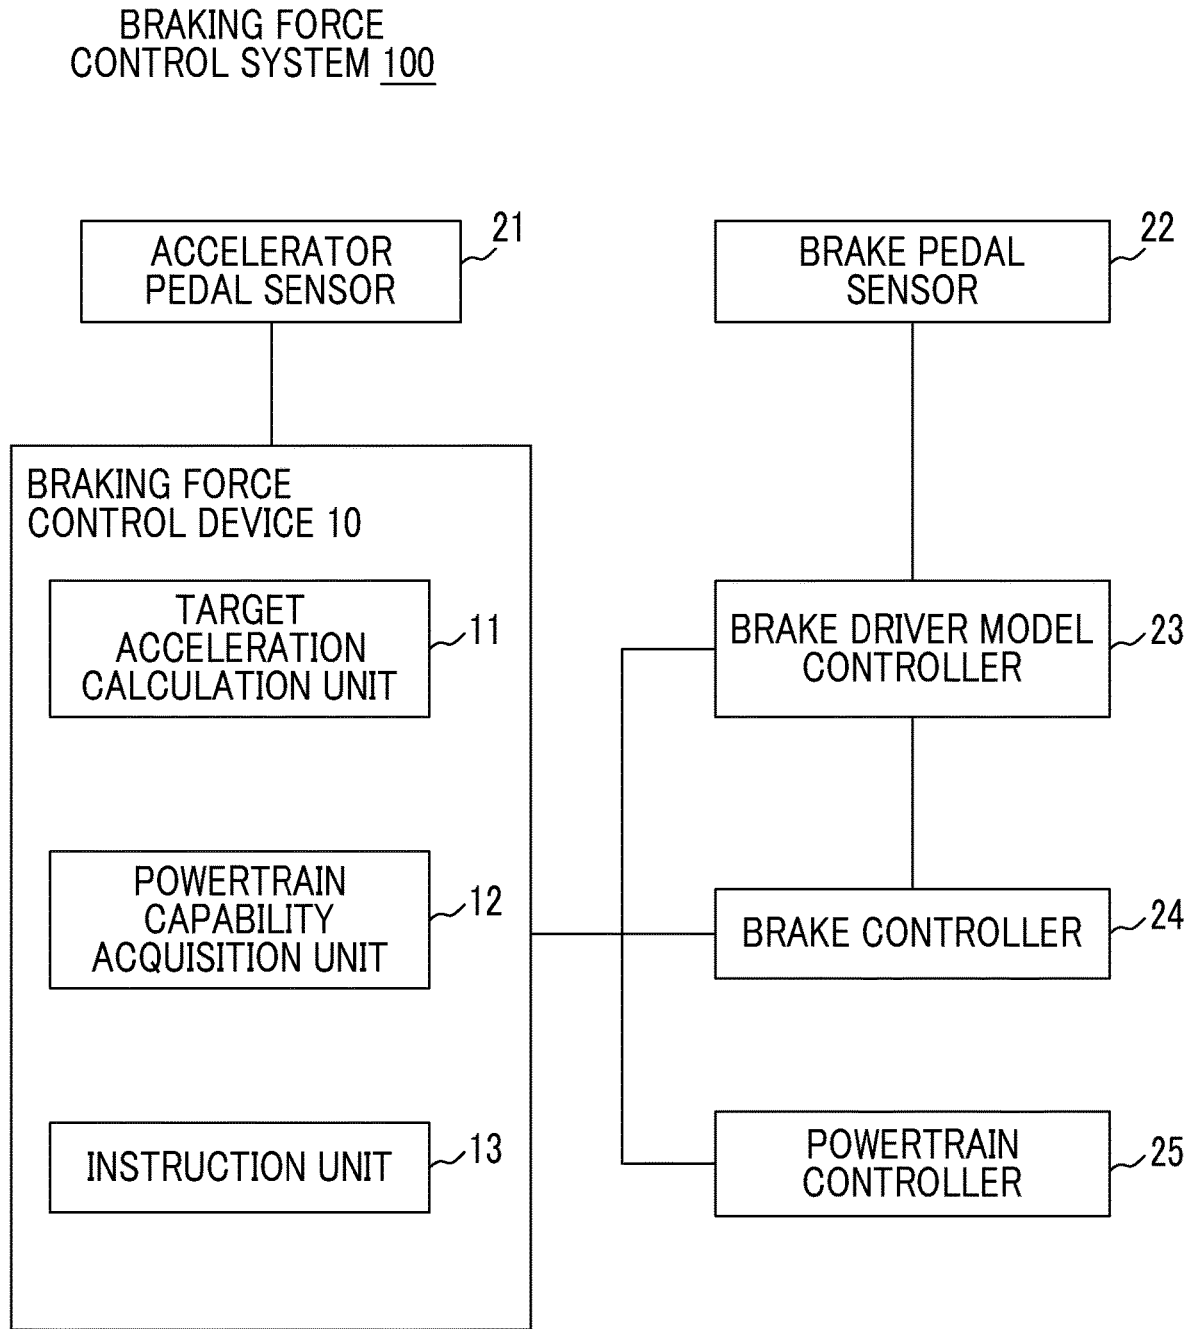 BRAKING FORCE
CONTROL SYSTEM 100
ACCELERATOR
PEDAL SENSOR
21
BRAKE PEDAL
SENSOR
22
BRAKING FORCE
CONTROL DEVICE 10
TARGET
ACCELERATION
CALCULATION UNIT
11
BRAKE DRIVER MODEL
CONTROLLER
23
POWERTRAIN
CAPABILITY
ACQUISITION UNIT
12
BRAKE CONTROLLER
24
INSTRUCTION UNIT
13
POWERTRAIN
CONTROLLER
25